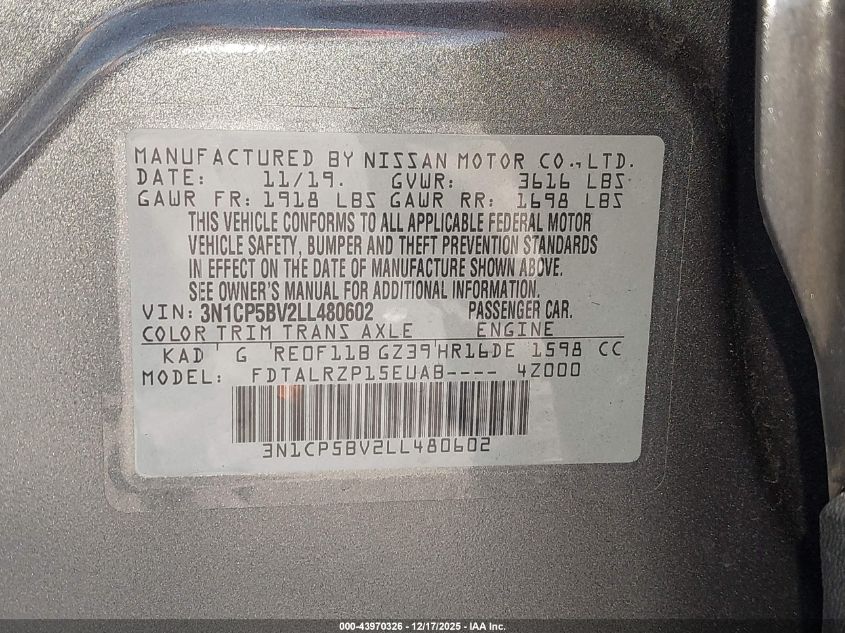 MANUFACTURED BY NISSAN MOTOR CO.,LTD.
DATE: 11/19. GVWR: 3616 LBS
GAWR FR: 1918 LBS GAWR RR: 1698 LBS
THIS VEHICLE CONFORMS TO ALL APPLICABLE FEDERAL MOTOR
VEHICLE SAFETY, BUMPER AND THEFT PREVENTION STANDARDS
IN EFFECT ON THE DATE OF MANUFACTURE SHOWN ABOVE.
SEE OWNER'S MANUAL FOR ADDITIONAL INFORMATION.
VIN: 3N1CP5BV2LL480602 PASSENGER CAR.
COLOR TRIM TRANS AXLE ENGINE
KAD G RE0F11B GZ39 HR16DE 1598 CC
MODEL: FDTALRZP15EUAB---- 4Z000
3N1CP5BV2LL480602
000-43970326 | 12/17/2025 - IAA Inc.